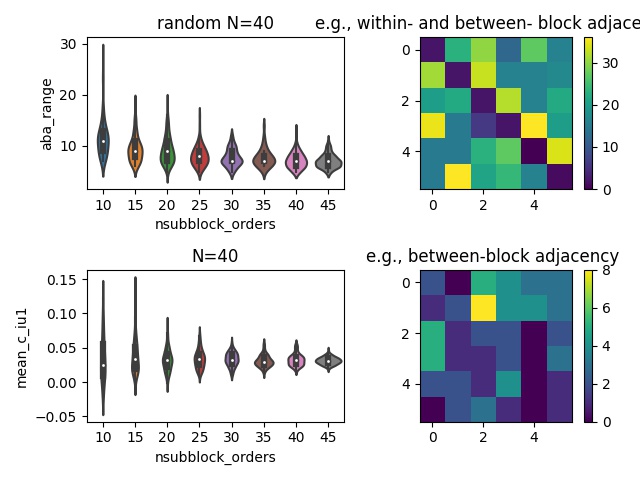 random N=40
e.g., within- and between- block adjace
aba_range
30
20
10
10 15 20 25 30 35 40 45
nsubblock_orders
0
2
4
0 2 4
30
20
10
0
N=40
e.g., between-block adjacency
mean_c_iu1
0.15
0.10
0.05
0.00
−0.05
10 15 20 25 30 35 40 45
nsubblock_orders
0
2
4
0 2 4
8
6
4
2
0